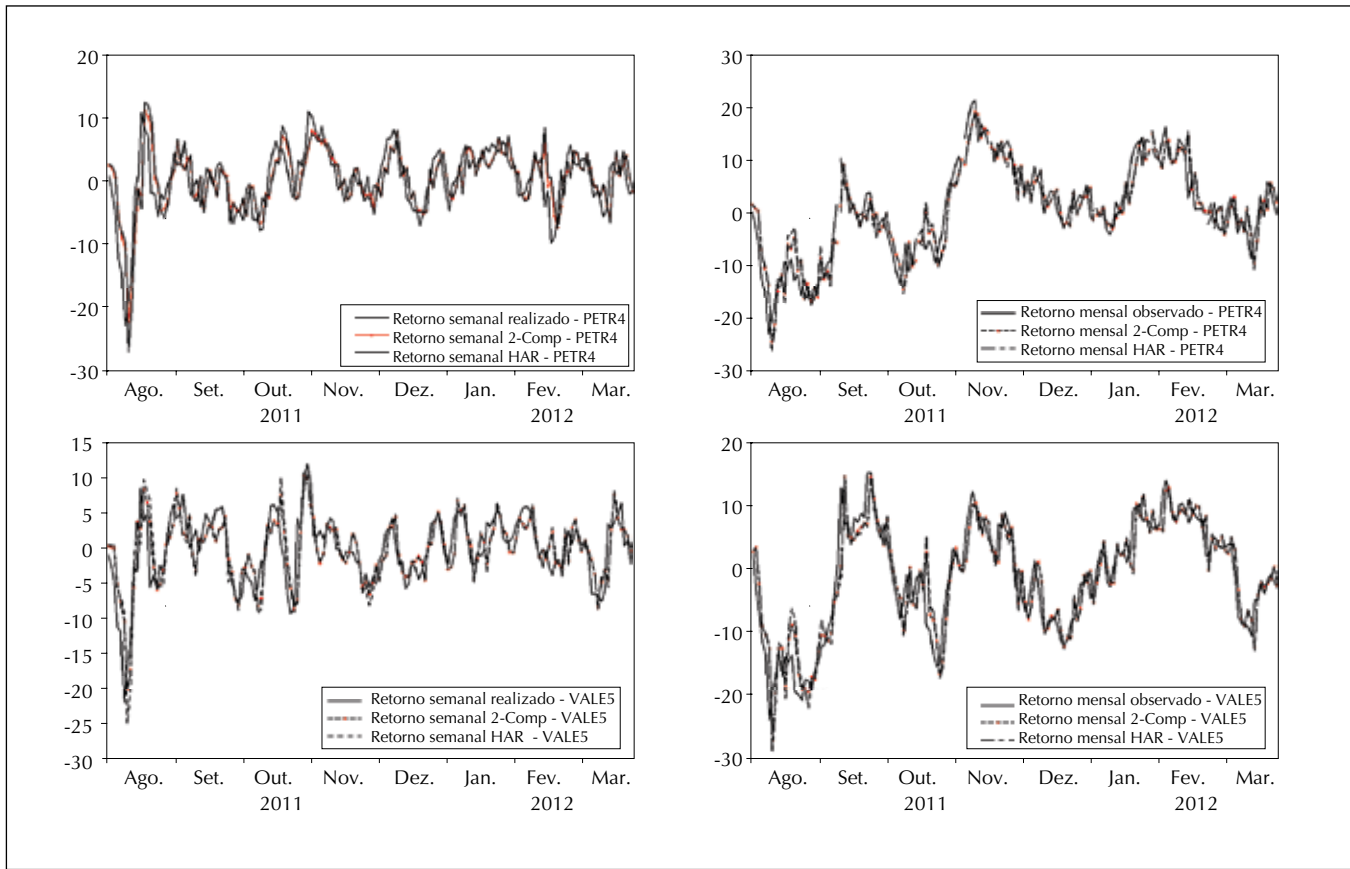 20
10
0
-10
-20
-30
Retorno semanal realizado - PETR4
Retorno semanal 2-Comp - PETR4
Retorno semanal HAR - PETR4
Ago. Set. Out. Nov. Dez. Jan. Fev. Mar.
2011 2012
30
20
10
0
-10
-20
-30
Retorno mensal observado - PETR4
Retorno mensal 2-Comp - PETR4
Retorno mensal HAR - PETR4
Ago. Set. Out. Nov. Dez. Jan. Fev. Mar.
2011 2012
15
10
5
0
-5
-10
-15
-20
-25
-30
Retorno semanal realizado - VALE5
Retorno semanal 2-Comp - VALE5
Retorno semanal HAR - VALE5
Ago. Set. Out. Nov. Dez. Jan. Fev. Mar.
2011 2012
20
10
0
-10
-20
-30
Retorno mensal observado - VALE5
Retorno mensal 2-Comp - VALE5
Retorno mensal HAR - VALE5
Ago. Set. Out. Nov. Dez. Jan. Fev. Mar.
2011 2012